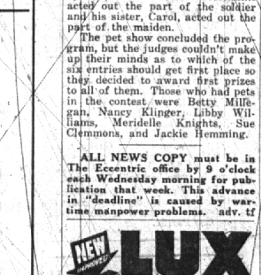 acted out the part of the soldier
and his sister, Carol, acted out the
part of the maiden.
The pet show concluded the pro-
gram, but the judges couldn't make
up their minds as to which of the
six entries should get first place so
they decided to award first prizes
to all of them. Those who had pets
in the contest were Betty Mille-
gan, Nancy Klinger, Libby Wil-
liams, Meridelle Knights, Sue
Clemmons, and Jackie Hemming.
ALL NEWS COPY must be in
The Eccentric office by 9 o'clock
each Wednesday morning for pub-
lication that week. This advance
in "deadline" is caused by war-
time manpower problems. adv. tf
NEW
IMPROVED
LUX